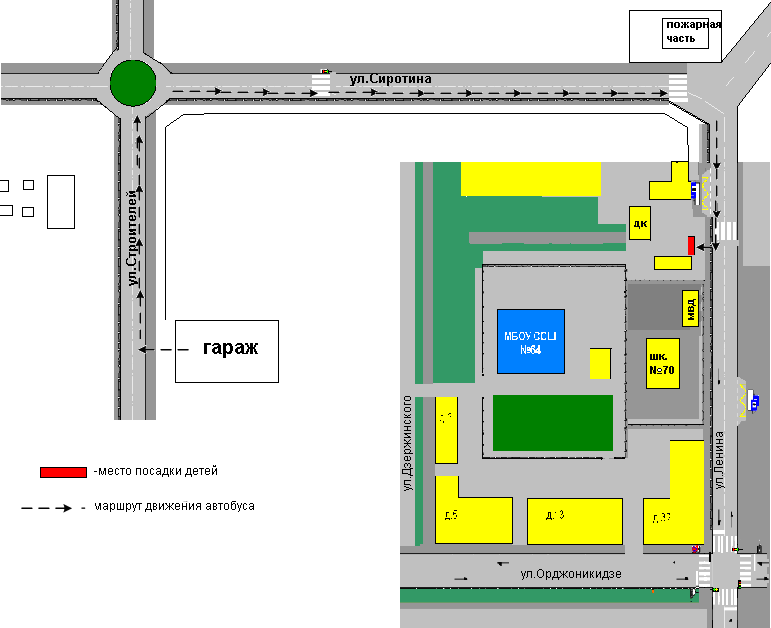 пожарная
часть
ул.Сиротина
ул.Строителей
дк
гараж
МБОУ СОШ
№64
мвд
шк.
№70
ул.Дзержинского
ул.Ленина
-место посадки детей
- маршрут движения автобуса
д.5
д.13
ул.Орджоникидзе